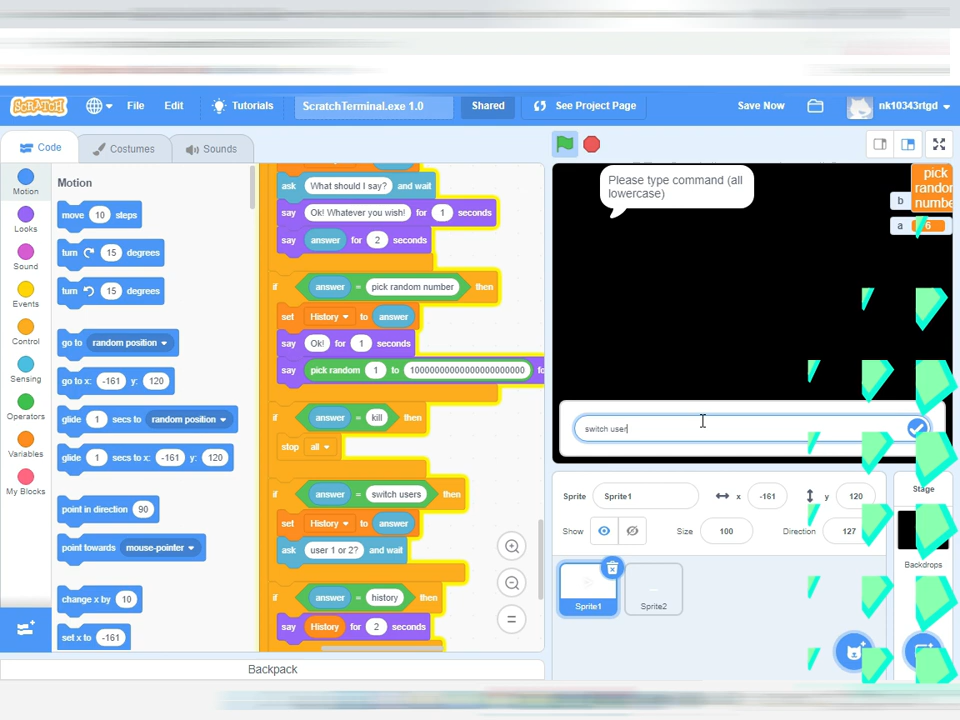 SCRATCH File Edit Tutorials ScratchTerminal.exe 1.0 Shared See Project Page Save Now nk10343rtgd
Code Costumes Sounds
Motion
Looks
Sound
Events
Control
Sensing
Operators
Variables
My Blocks
Motion
move 10 steps
turn 15 degrees
turn 15 degrees
go to random position
go to x: -161 y: 120
glide 1 secs to random position
glide 1 secs to x: -161 y: 120
point in direction 90
point towards mouse-pointer
change x by 10
set x to -161
ask What should I say? and wait
say Ok! Whatever you wish! for 1 seconds
say answer for 2 seconds
if answer = pick random number then
set History to answer
say Ok! for 1 seconds
say pick random 1 to
if answer = kill then
stop all
if answer = switch users then
set History to answer
ask user 1 or 2? and wait
if answer = history then
say History for 2 seconds
Backpack
Please type command (all
lowercase)
pick
b
a 6
switch user
Sprite Sprite1 x -161 y 120
Show Size 100 Direction 127
Sprite1
Sprite2
Stage
Backdrops